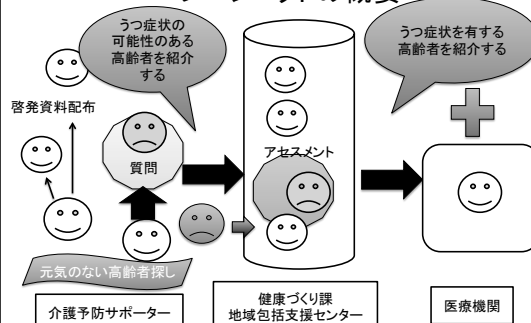 の概要
うつ症状の
可能性のある
高齢者を紹介
する
うつ症状を有する
高齢者を紹介する
啓発資料配布
質問
アセスメント
元気のない高齢者探し
介護予防サポーター
健康づくり課
地域包括支援センター
医療機関